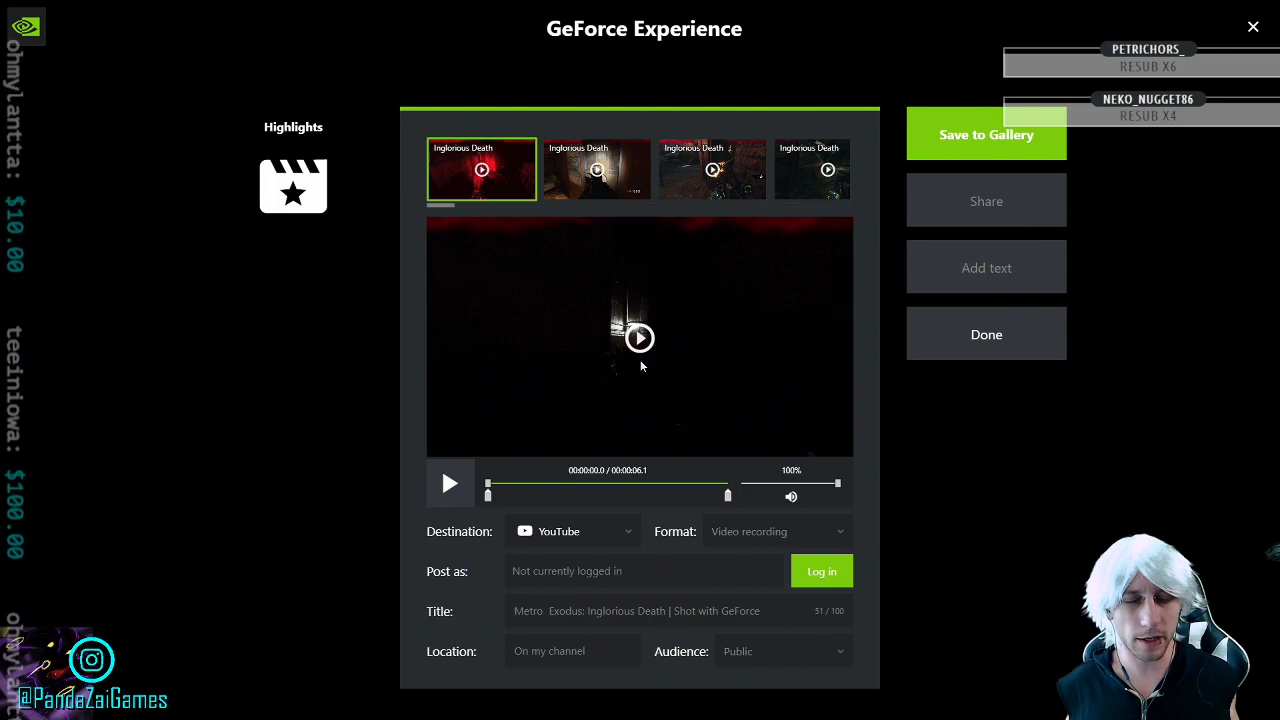 GeForce Experience
PETRICHORS_
RESUB X6
NEKO_NUGGET86
RESUB X4
Highlights
Inglorious Death
Inglorious Death
Inglorious Death
Inglorious Death
Save to Gallery
Share
Add text
Done
00:00:00.0 / 00:00:06.1
100%
Destination:
YouTube
Format:
Video recording
Post as:
Not currently logged in
Log in
Title:
Metro Exodus: Inglorious Death | Shot with GeForce
51 / 100
Location:
On my channel
Audience:
Public
ohmylantta: $10.00
teeiniowa: $100.00
ohmylantt
@PandaZaiGames